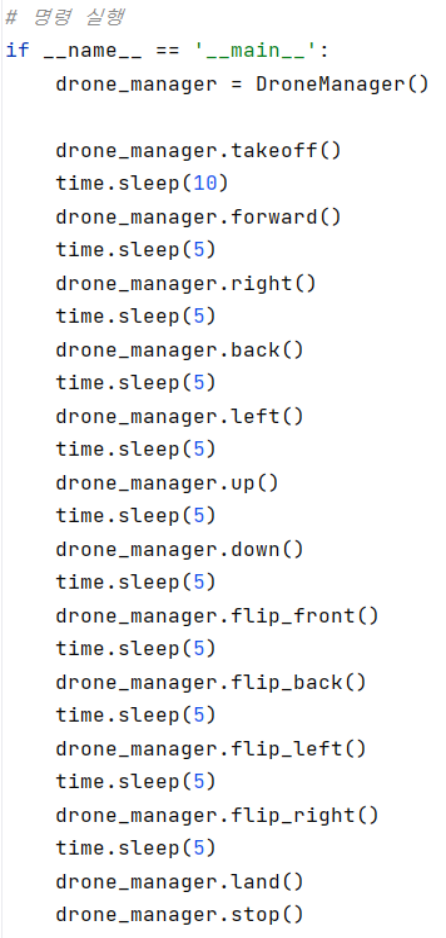 # 명령 실행
if __name__ == '__main__':
    drone_manager = DroneManager()

    drone_manager.takeoff()
    time.sleep(10)
    drone_manager.forward()
    time.sleep(5)
    drone_manager.right()
    time.sleep(5)
    drone_manager.back()
    time.sleep(5)
    drone_manager.left()
    time.sleep(5)
    drone_manager.up()
    time.sleep(5)
    drone_manager.down()
    time.sleep(5)
    drone_manager.flip_front()
    time.sleep(5)
    drone_manager.flip_back()
    time.sleep(5)
    drone_manager.flip_left()
    time.sleep(5)
    drone_manager.flip_right()
    time.sleep(5)
    drone_manager.land()
    drone_manager.stop()